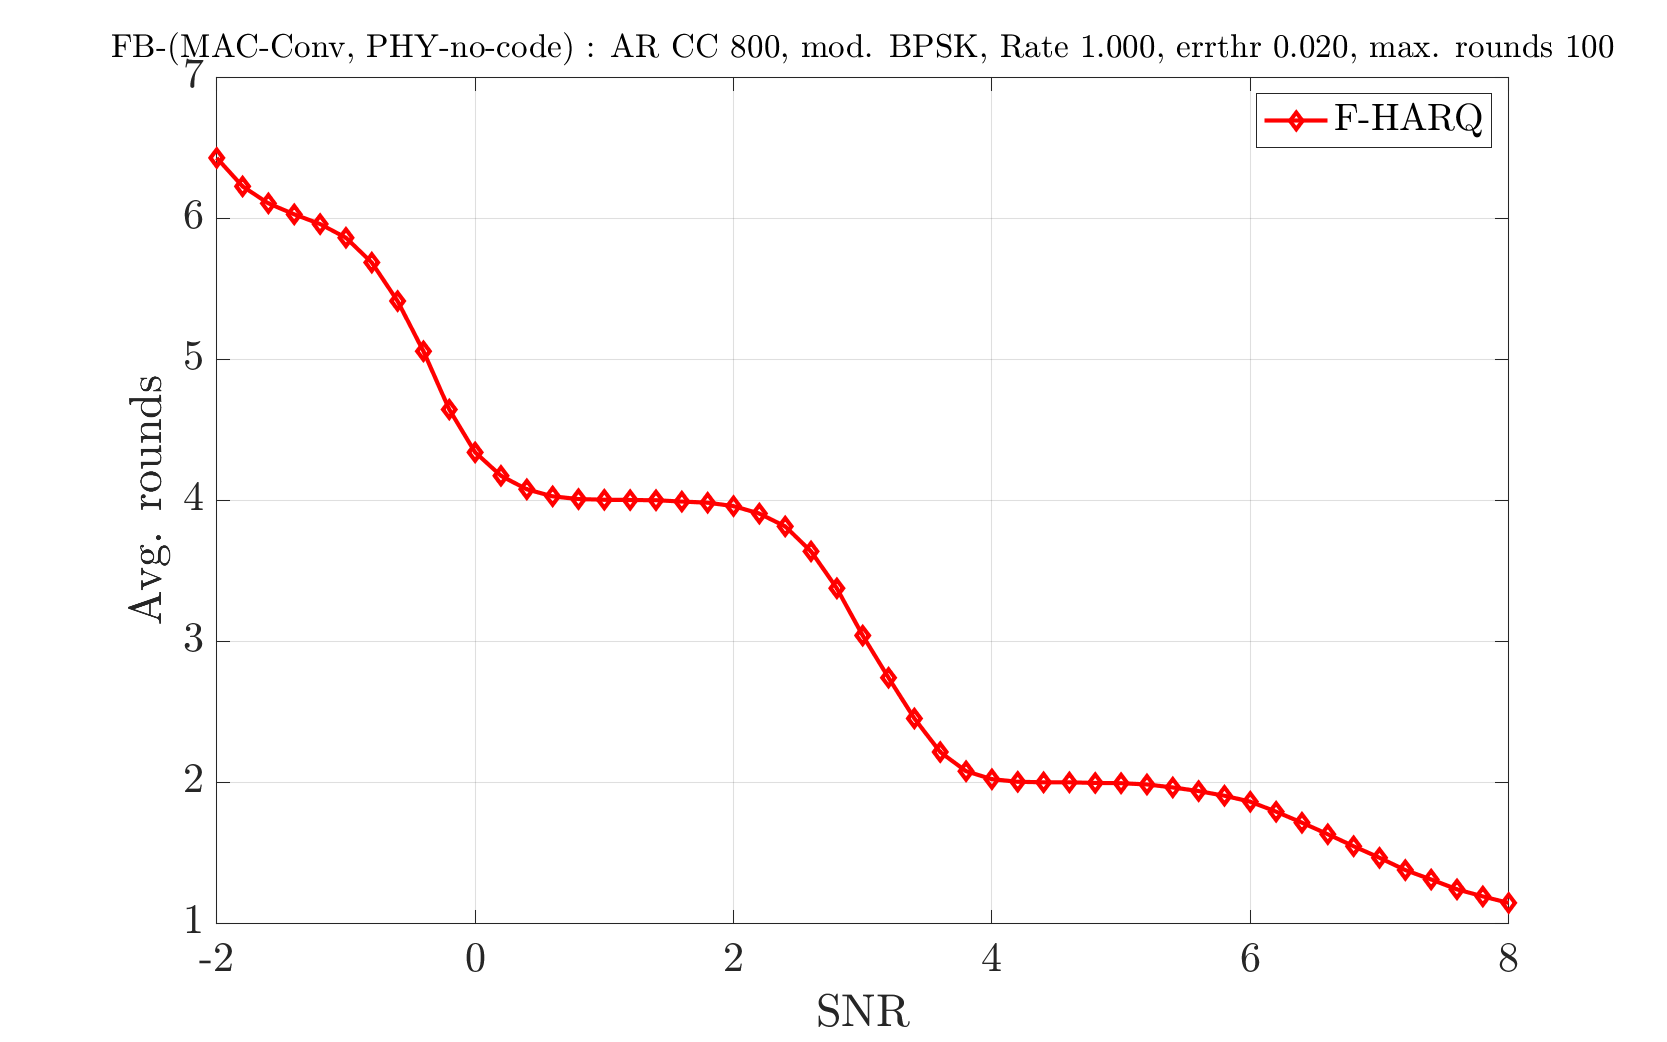 FB-(MAC-Conv, PHY-no-code) : AR CC 800, mod. BPSK, Rate 1.000, errthr 0.020, max. rounds 100
F-HARQ
7
6
5
4
3
2
1
Avg. rounds
-2 0 2 4 6 8
SNR